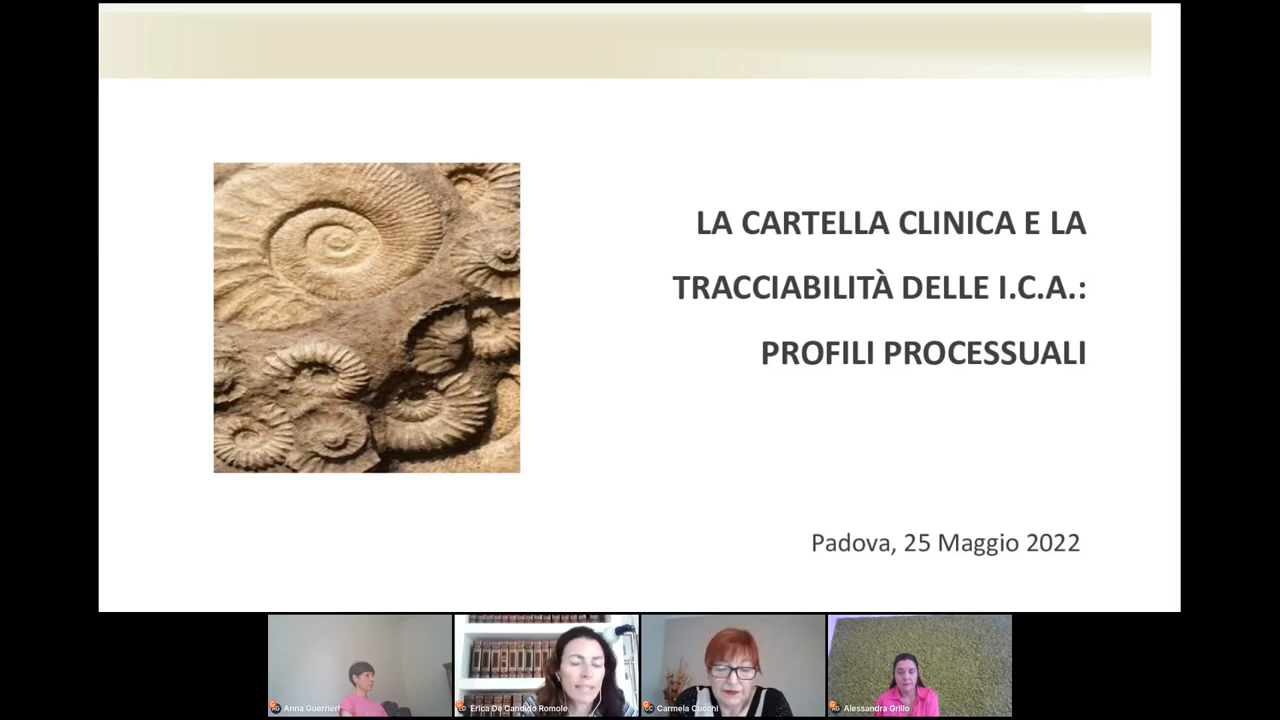 LA CARTELLA CLINICA E LA
TRACCIABILITÀ DELLE I.C.A.:
PROFILI PROCESSUALI
Padova, 25 Maggio 2022
Anna Guerrieri
Erica De Candido Romole
Carmela Cucchi
Alessandra Grillo